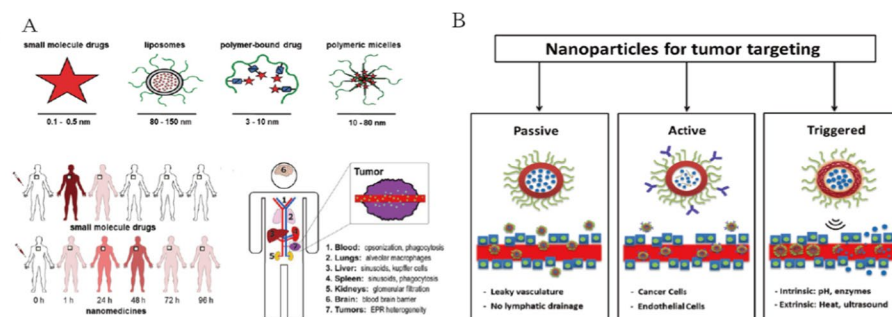 A
small molecule drugs
liposomes
polymer-bound drug
polymeric micelles
0.1 - 0.5 nm
80 - 150 nm
3 - 10 nm
10 - 80 nm
small molecule drugs
0 h
1 h
24 h
48 h
72 h
96 h
nanomedicines
6
1
2
5
Tumor
1. Blood: opsonization, phagocytosis
2. Lungs: alveolar macrophages
3. Liver: sinusoids, kupffer cells
4. Spleen: sinusoids, phagocytosis
5. Kidneys: glomerular filtration
6. Brain: blood brain barrier
7. Tumors: EPR heterogeneity
B
Nanoparticles for tumor targeting
Passive
- Leaky vasculature
- No lymphatic drainage
Active
- Cancer Cells
- Endothelial Cells
Triggered
- Intrinsic: pH, enzymes
- Extrinsic: Heat, ultrasound